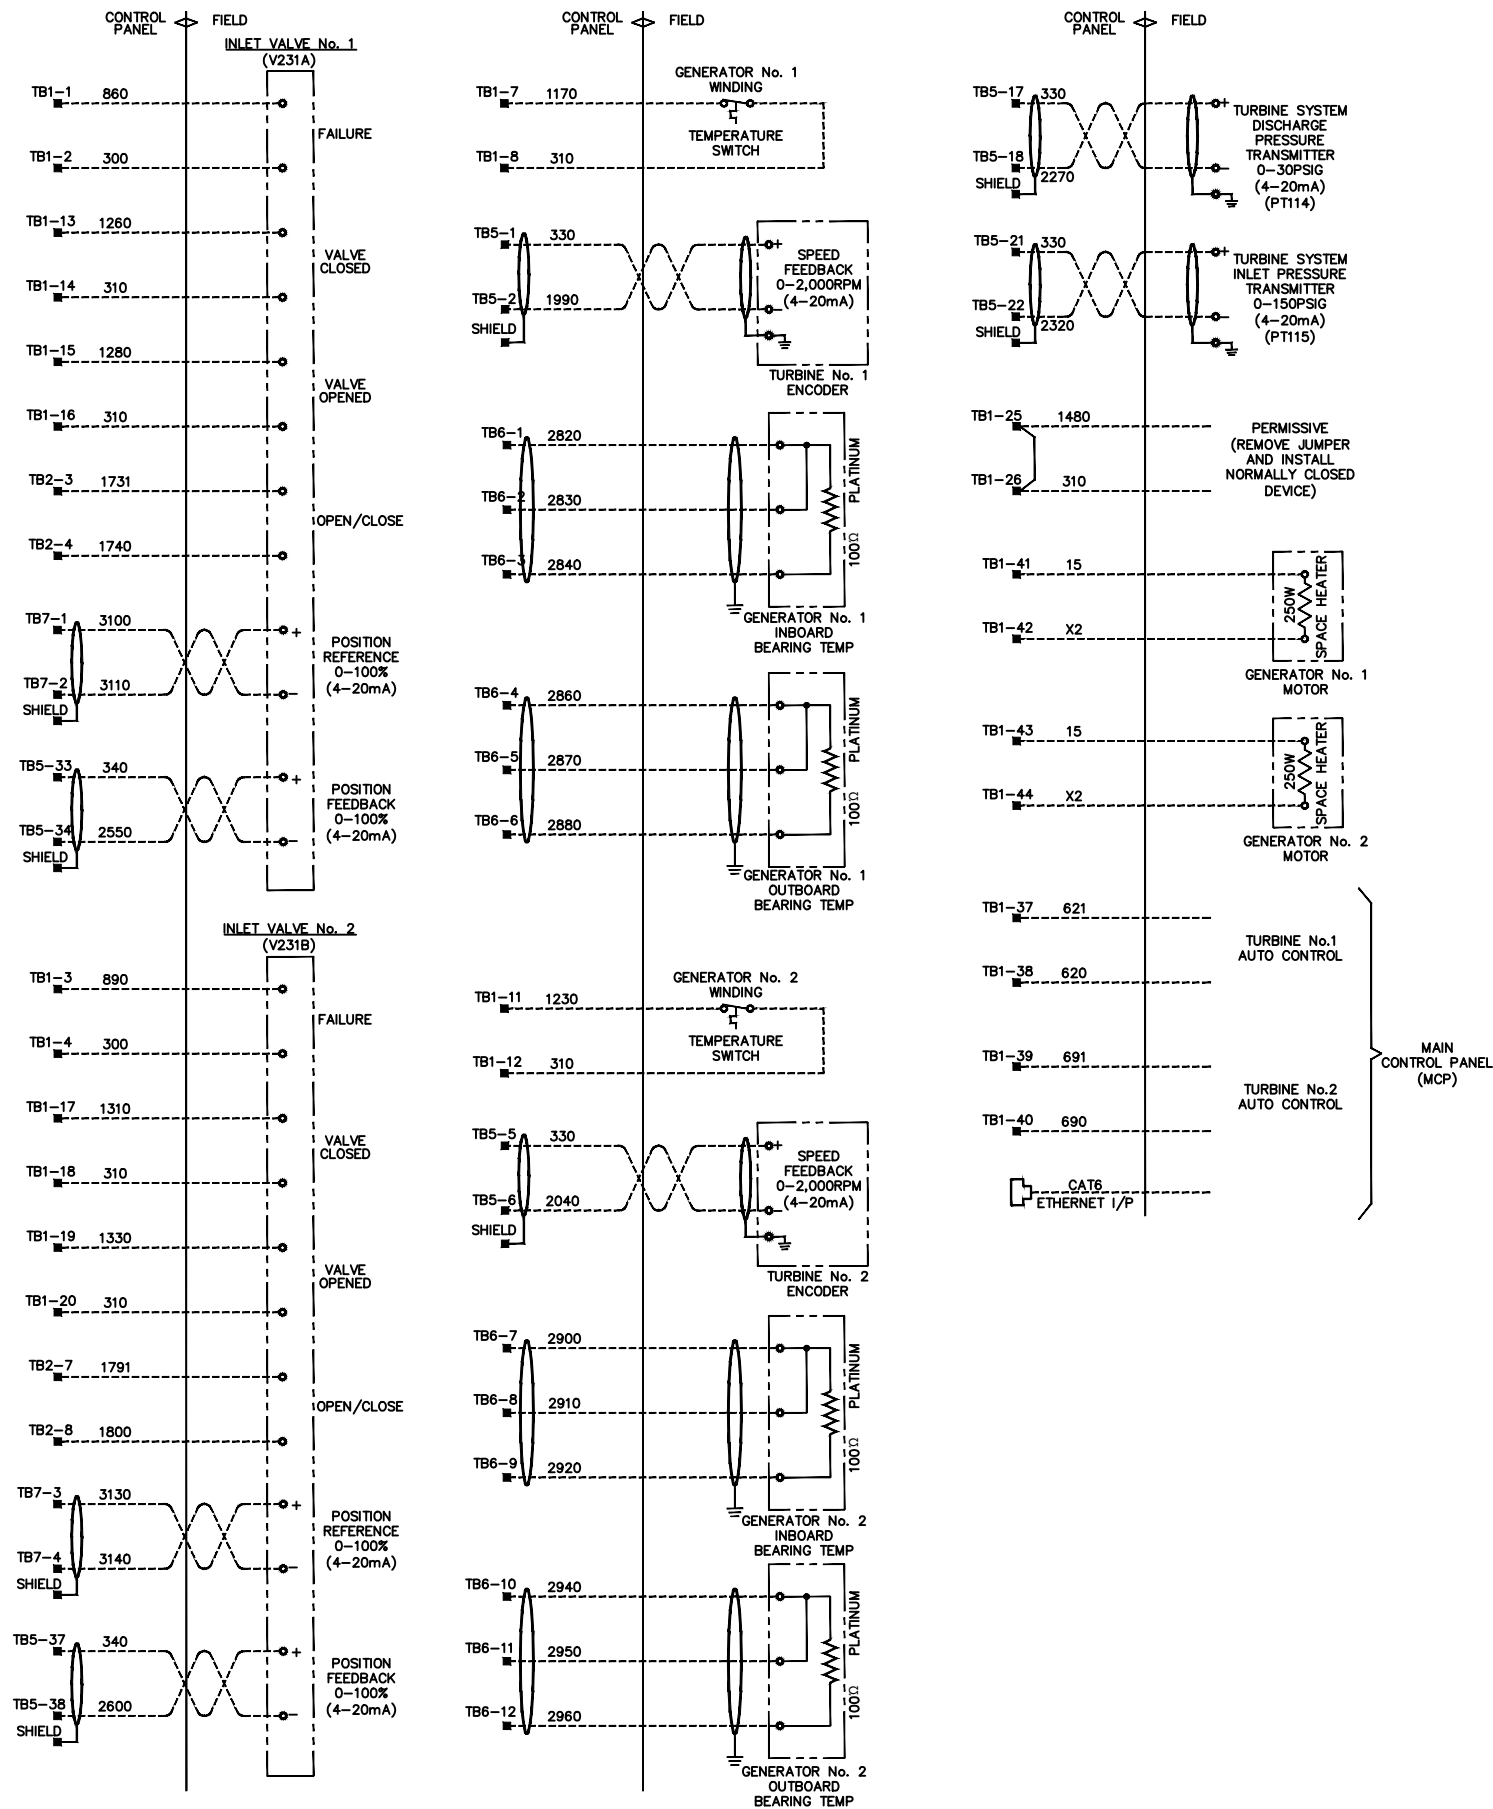 CONTROL
PANEL
FIELD
INLET VALVE No. 1
(V231A)
TB1-1 860
FAILURE
TB1-2 300
TB1-13 1260
VALVE
CLOSED
TB1-14 310
TB1-15 1280
VALVE
OPENED
TB1-16 310
TB2-3 1731
OPEN/CLOSE
TB2-4 1740
TB7-1 3100 +
POSITION
REFERENCE
0-100%
(4-20mA)
TB7-2 3110 -
SHIELD
TB5-33 340 +
POSITION
FEEDBACK
0-100%
(4-20mA)
TB5-34 2550 -
SHIELD
INLET VALVE No. 2
(V231B)
TB1-3 890
FAILURE
TB1-4 300
TB1-17 1310
VALVE
CLOSED
TB1-18 310
TB1-19 1330
VALVE
OPENED
TB1-20 310
TB2-7 1791
OPEN/CLOSE
TB2-8 1800
TB7-3 3130 +
POSITION
REFERENCE
0-100%
(4-20mA)
TB7-4 3140 -
SHIELD
TB5-37 340 +
POSITION
FEEDBACK
0-100%
(4-20mA)
TB5-38 2600 -
SHIELD
CONTROL
PANEL
FIELD
GENERATOR No. 1
WINDING
TB1-7 1170
TEMPERATURE
SWITCH
TB1-8 310
TB5-1 330 +
SPEED
FEEDBACK
0-2,000RPM
(4-20mA)
TB5-2 1990 -
SHIELD
TURBINE No. 1
ENCODER
TB6-1 2820
PLATINUM
TB6-2 2830
100Ω
TB6-3 2840
GENERATOR No. 1
INBOARD
BEARING TEMP
TB6-4 2860
PLATINUM
TB6-5 2870
100Ω
TB6-6 2880
GENERATOR No. 1
OUTBOARD
BEARING TEMP
GENERATOR No. 2
WINDING
TB1-11 1230
TEMPERATURE
SWITCH
TB1-12 310
TB5-5 330 +
SPEED
FEEDBACK
0-2,000RPM
(4-20mA)
TB5-6 2040 -
SHIELD
TURBINE No. 2
ENCODER
TB6-7 2900
PLATINUM
TB6-8 2910
100Ω
TB6-9 2920
GENERATOR No. 2
INBOARD
BEARING TEMP
TB6-10 2940
PLATINUM
TB6-11 2950
100Ω
TB6-12 2960
GENERATOR No. 2
OUTBOARD
BEARING TEMP
CONTROL
PANEL
FIELD
TB5-17 330 +
TURBINE SYSTEM
DISCHARGE
PRESSURE
TRANSMITTER
0-30PSIG
(4-20mA)
(PT114)
TB5-18 2270 -
SHIELD
TB5-21 330 +
TURBINE SYSTEM
INLET PRESSURE
TRANSMITTER
0-150PSIG
(4-20mA)
(PT115)
TB5-22 2320 -
SHIELD
TB1-25 1480
PERMISSIVE
(REMOVE JUMPER
AND INSTALL
NORMALLY CLOSED
DEVICE)
TB1-26 310
TB1-41 15
250W
SPACE HEATER
TB1-42 X2
GENERATOR No. 1
MOTOR
TB1-43 15
250W
SPACE HEATER
TB1-44 X2
GENERATOR No. 2
MOTOR
TB1-37 621
TURBINE No.1
AUTO CONTROL
TB1-38 620
TB1-39 691
TURBINE No.2
AUTO CONTROL
TB1-40 690
CAT6
ETHERNET I/P
MAIN
CONTROL PANEL
(MCP)